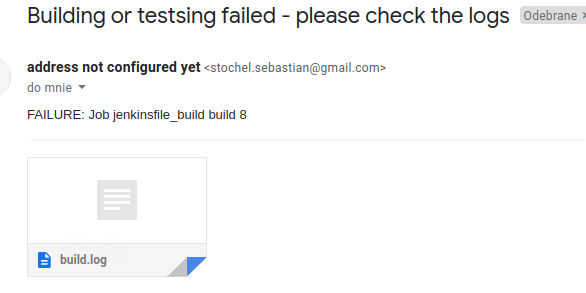 Building or testsing failed - please check the logs Odebrane
address not configured yet <stochel.sebastian@gmail.com>
do mnie
FAILURE: Job jenkinsfile_build build 8
build.log